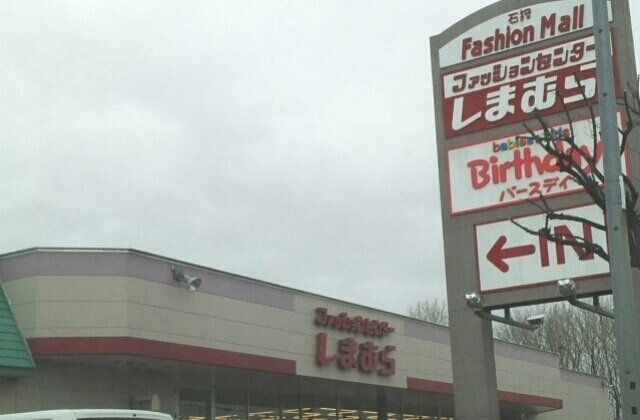 石沢
Fashion Mall
ファッションセンター
しまむら
babies・kids
Birthday
バースデイ
←IN
ファッションセンター
しまむら